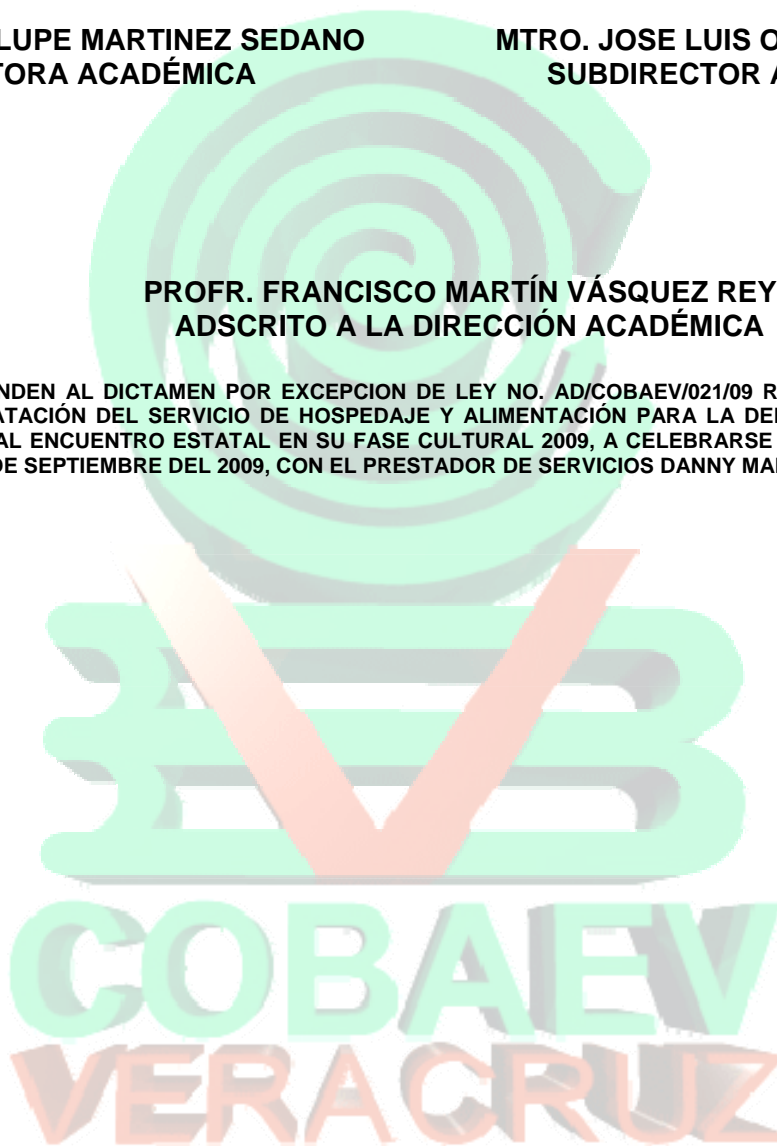 LUPE MARTINEZ SEDANO MTRO. JOSE LUIS O
TORA ACADÉMICA SUBDIRECTOR A
PROFR. FRANCISCO MARTÍN VÁSQUEZ REY
ADSCRITO A LA DIRECCIÓN ACADÉMICA
NDEN AL DICTAMEN POR EXCEPCION DE LEY NO. AD/COBAEV/021/09 R
ATACIÓN DEL SERVICIO DE HOSPEDAJE Y ALIMENTACIÓN PARA LA DE
AL ENCUENTRO ESTATAL EN SU FASE CULTURAL 2009, A CELEBRARSE
DE SEPTIEMBRE DEL 2009, CON EL PRESTADOR DE SERVICIOS DANNY MA
COBAEV
VERACRUZ